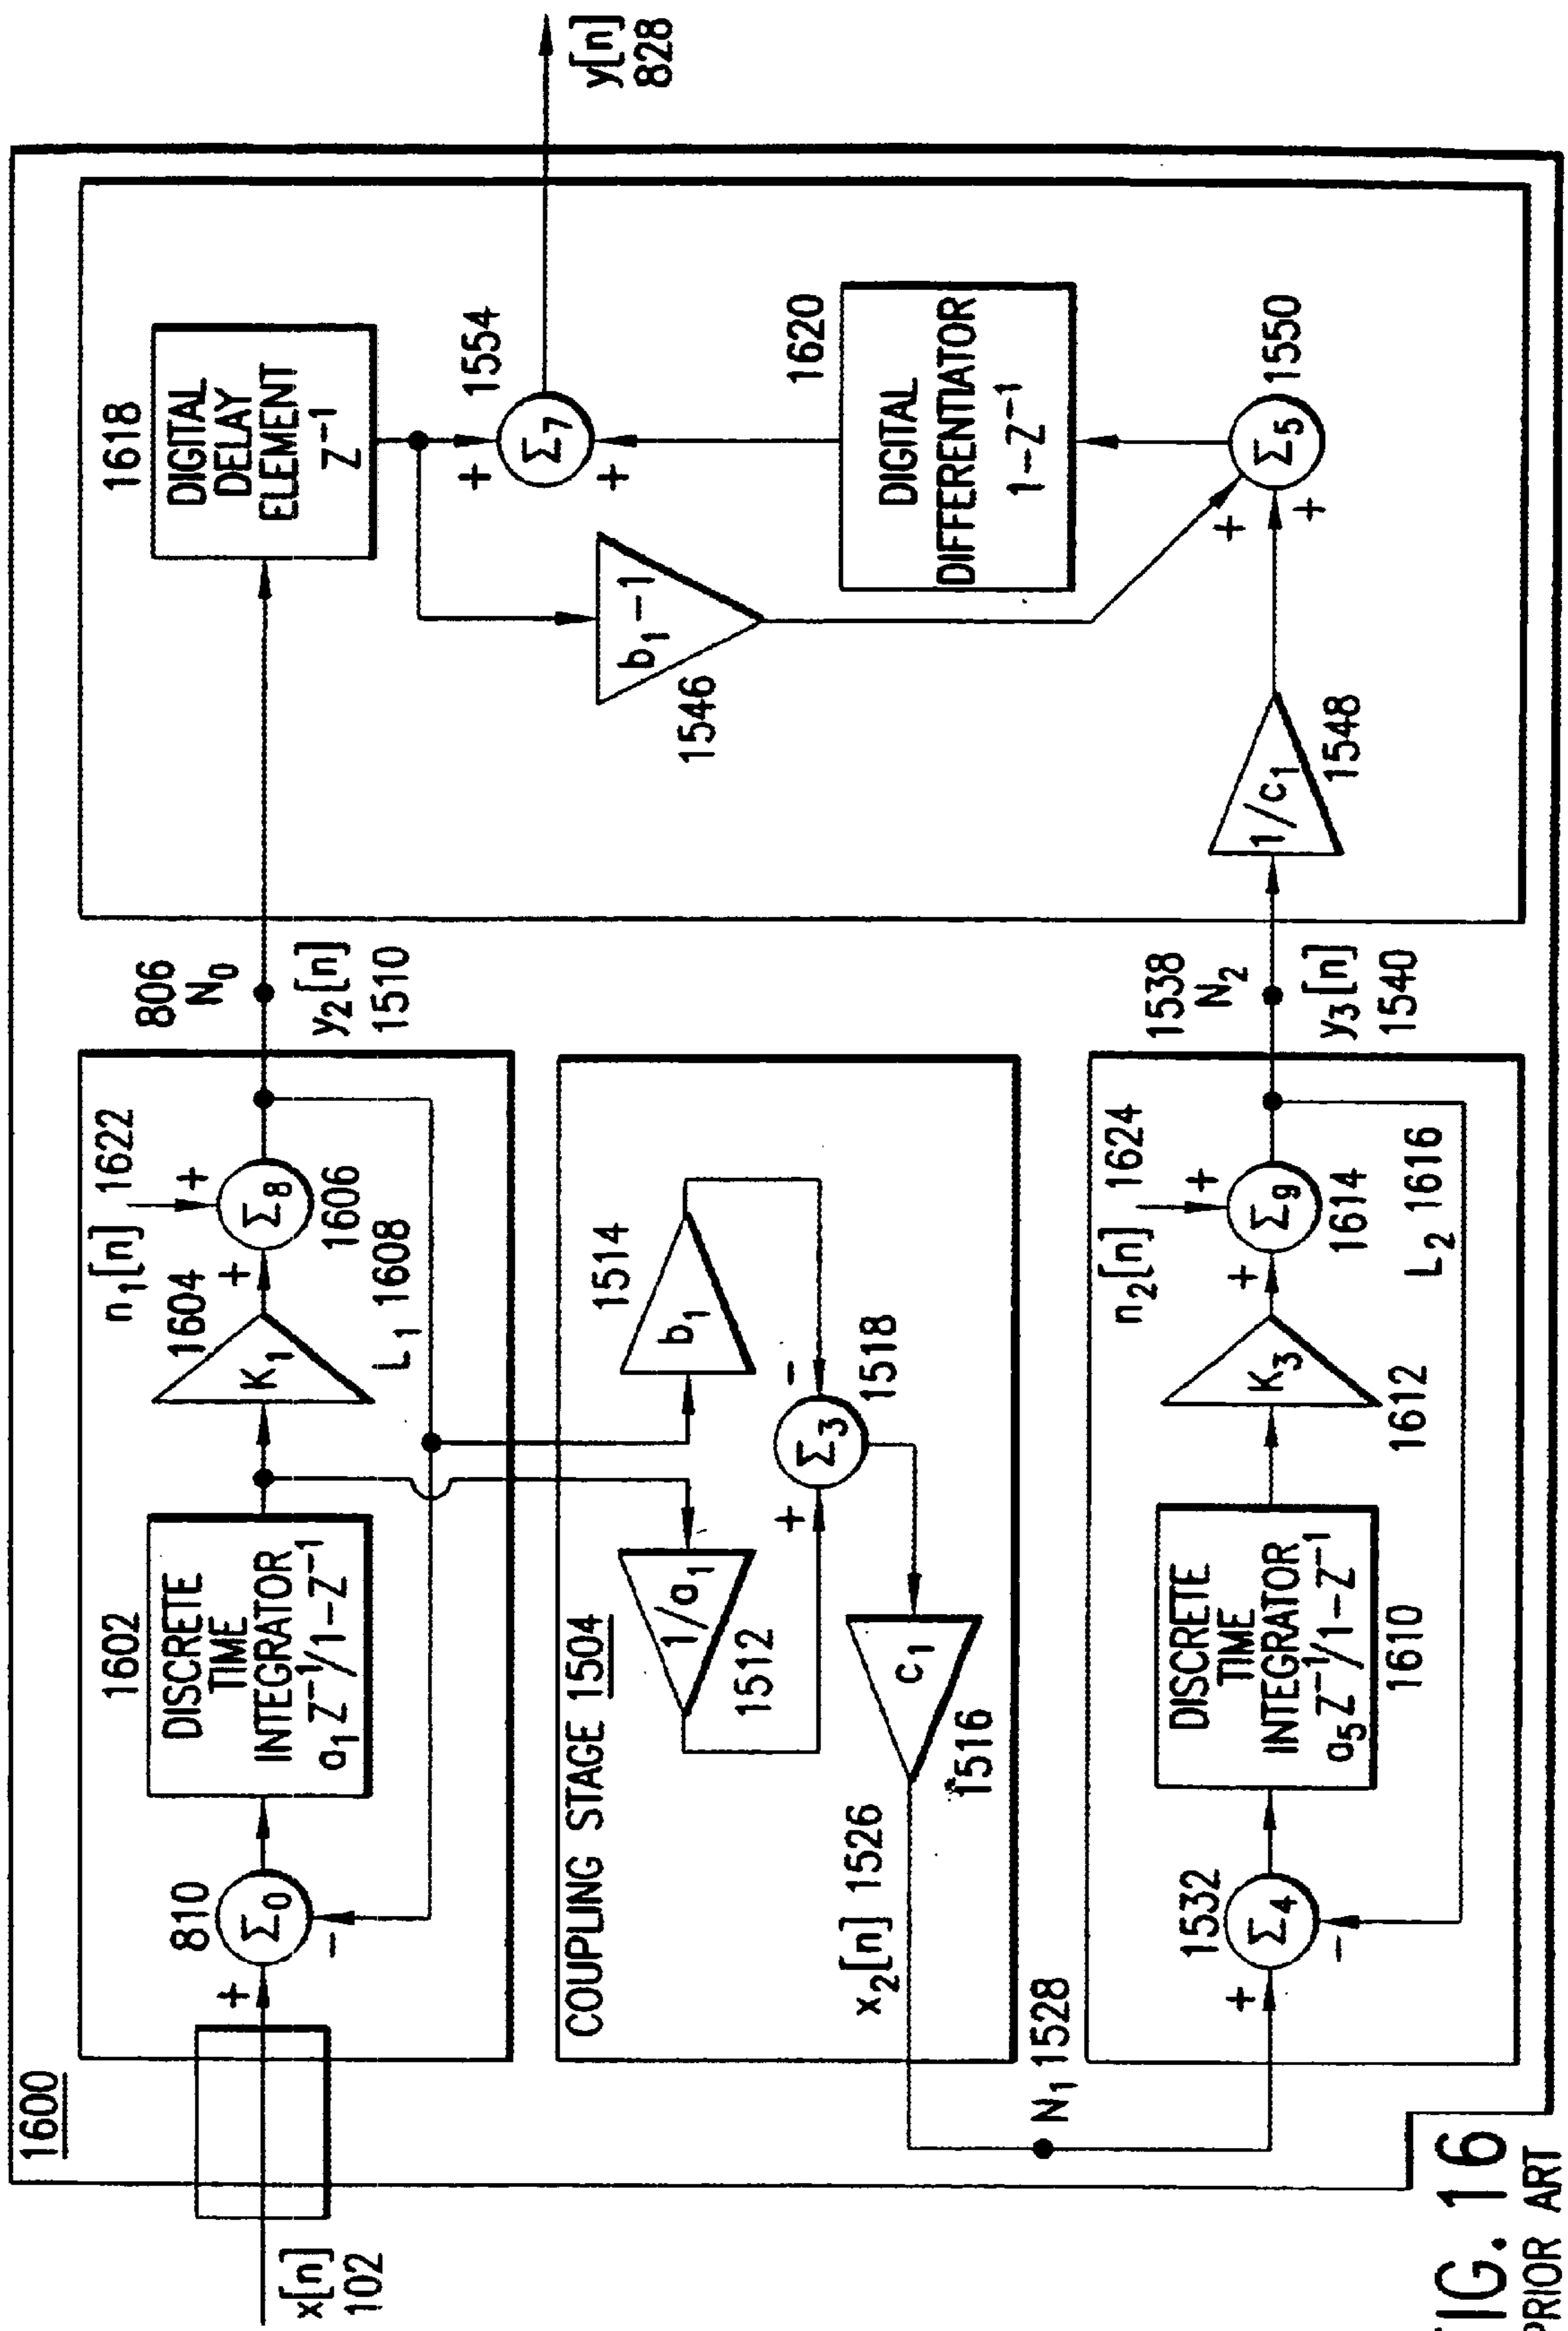 1600
x[n]
102
810
Σ0
+
-
1602
DISCRETE
TIME
INTEGRATOR
a1Z-1/1-Z-1
K1
1604
n1[n] 1622
+
+
Σ8
1606
L1 1608
806
N0
y2[n]
1510
1618
DIGITAL
DELAY
ELEMENT
Z-1
1554
Σ7
+
+
y[n]
828
b1-1
1546
1620
DIGITAL
DIFFERENTIATOR
1-Z-1
Σ5
1550
+
+
1/c1
1548
COUPLING STAGE 1504
1/a1
1512
b1
1514
Σ3
1518
+
-
c1
1516
x2[n] 1526
N1 1528
1532
Σ4
+
-
DISCRETE
TIME
INTEGRATOR
a5Z-1/1-Z-1
1610
K3
1612
n2[n] 1624
+
+
Σ9
1614
L2 1616
1538
N2
y3[n]
1540
FIG. 16
PRIOR ART